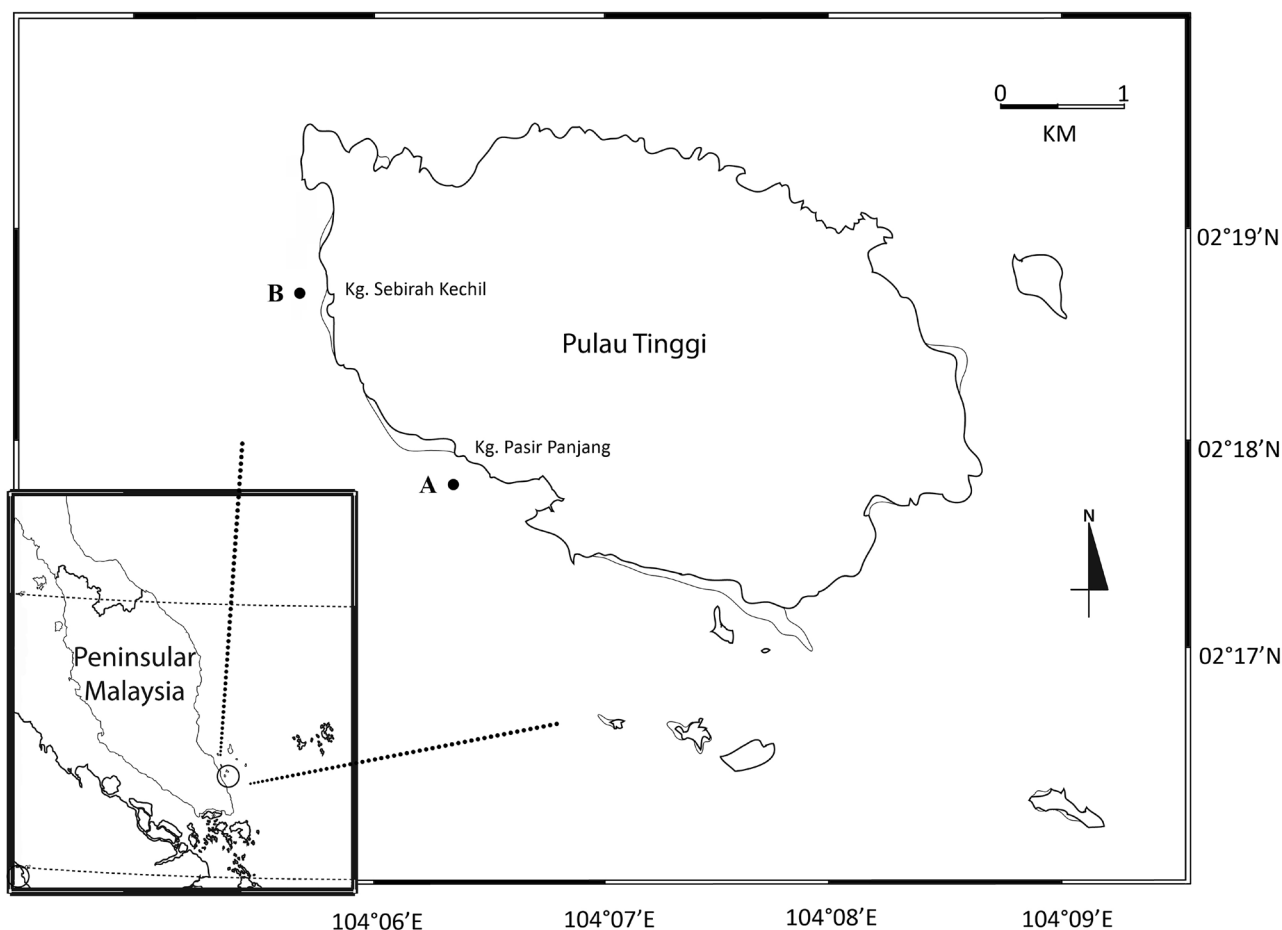 0 1
KM
02°19'N
B
Kg. Sebirah Kechil
Pulau Tinggi
Kg. Pasir Panjang
02°18'N
A
N
Peninsular
Malaysia
02°17'N
104°06'E
104°07'E
104°08'E
104°09'E